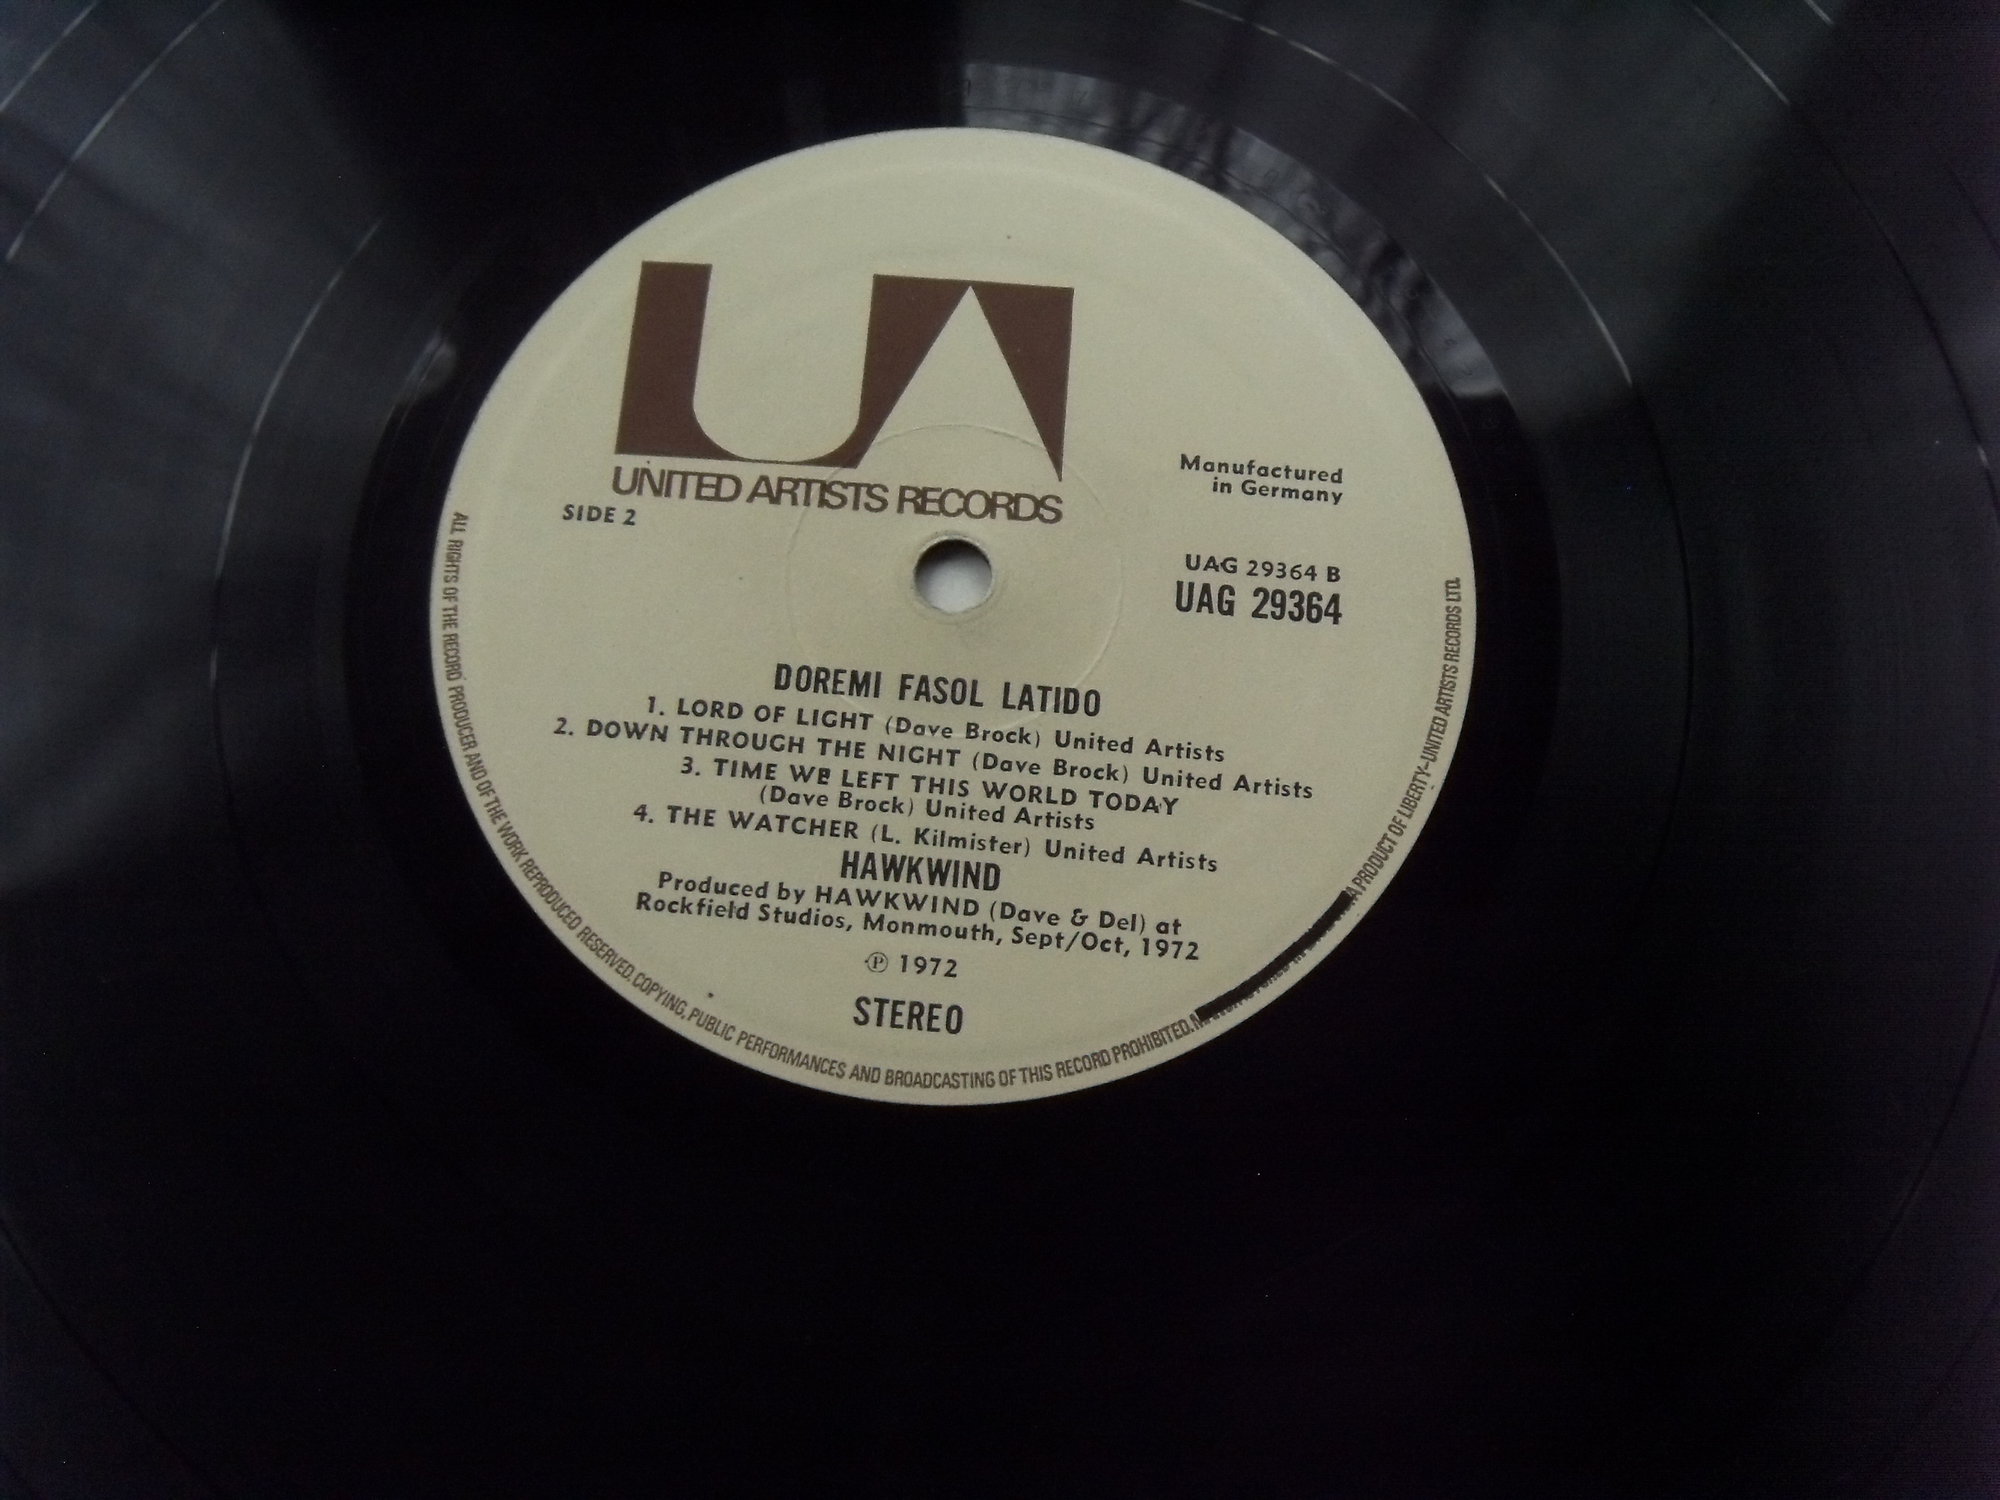 UA
UNITED ARTISTS RECORDS
SIDE 2
Manufactured
in Germany
UAG 29364 B
UAG 29364
DOREMI FASOL LATIDO
1. LORD OF LIGHT (Dave Brock) United Artists
2. DOWN THROUGH THE NIGHT (Dave Brock) United Artists
3. TIME WE LEFT THIS WORLD TODAY
(Dave Brock) United Artists
4. THE WATCHER (L. Kilmister) United Artists
HAWKWIND
Produced by HAWKWIND (Dave & Del) at
Rockfield Studios, Monmouth, Sept/Oct, 1972
℗ 1972
STEREO
ALL RIGHTS OF THE RECORD PRODUCER AND OF THE WORK REPRODUCED RESERVED. COPYING, PUBLIC PERFORMANCES AND BROADCASTING OF THIS RECORD PROHIBITED. A PRODUCT OF LIBERTY-UNITED ARTISTS RECORDS LTD.